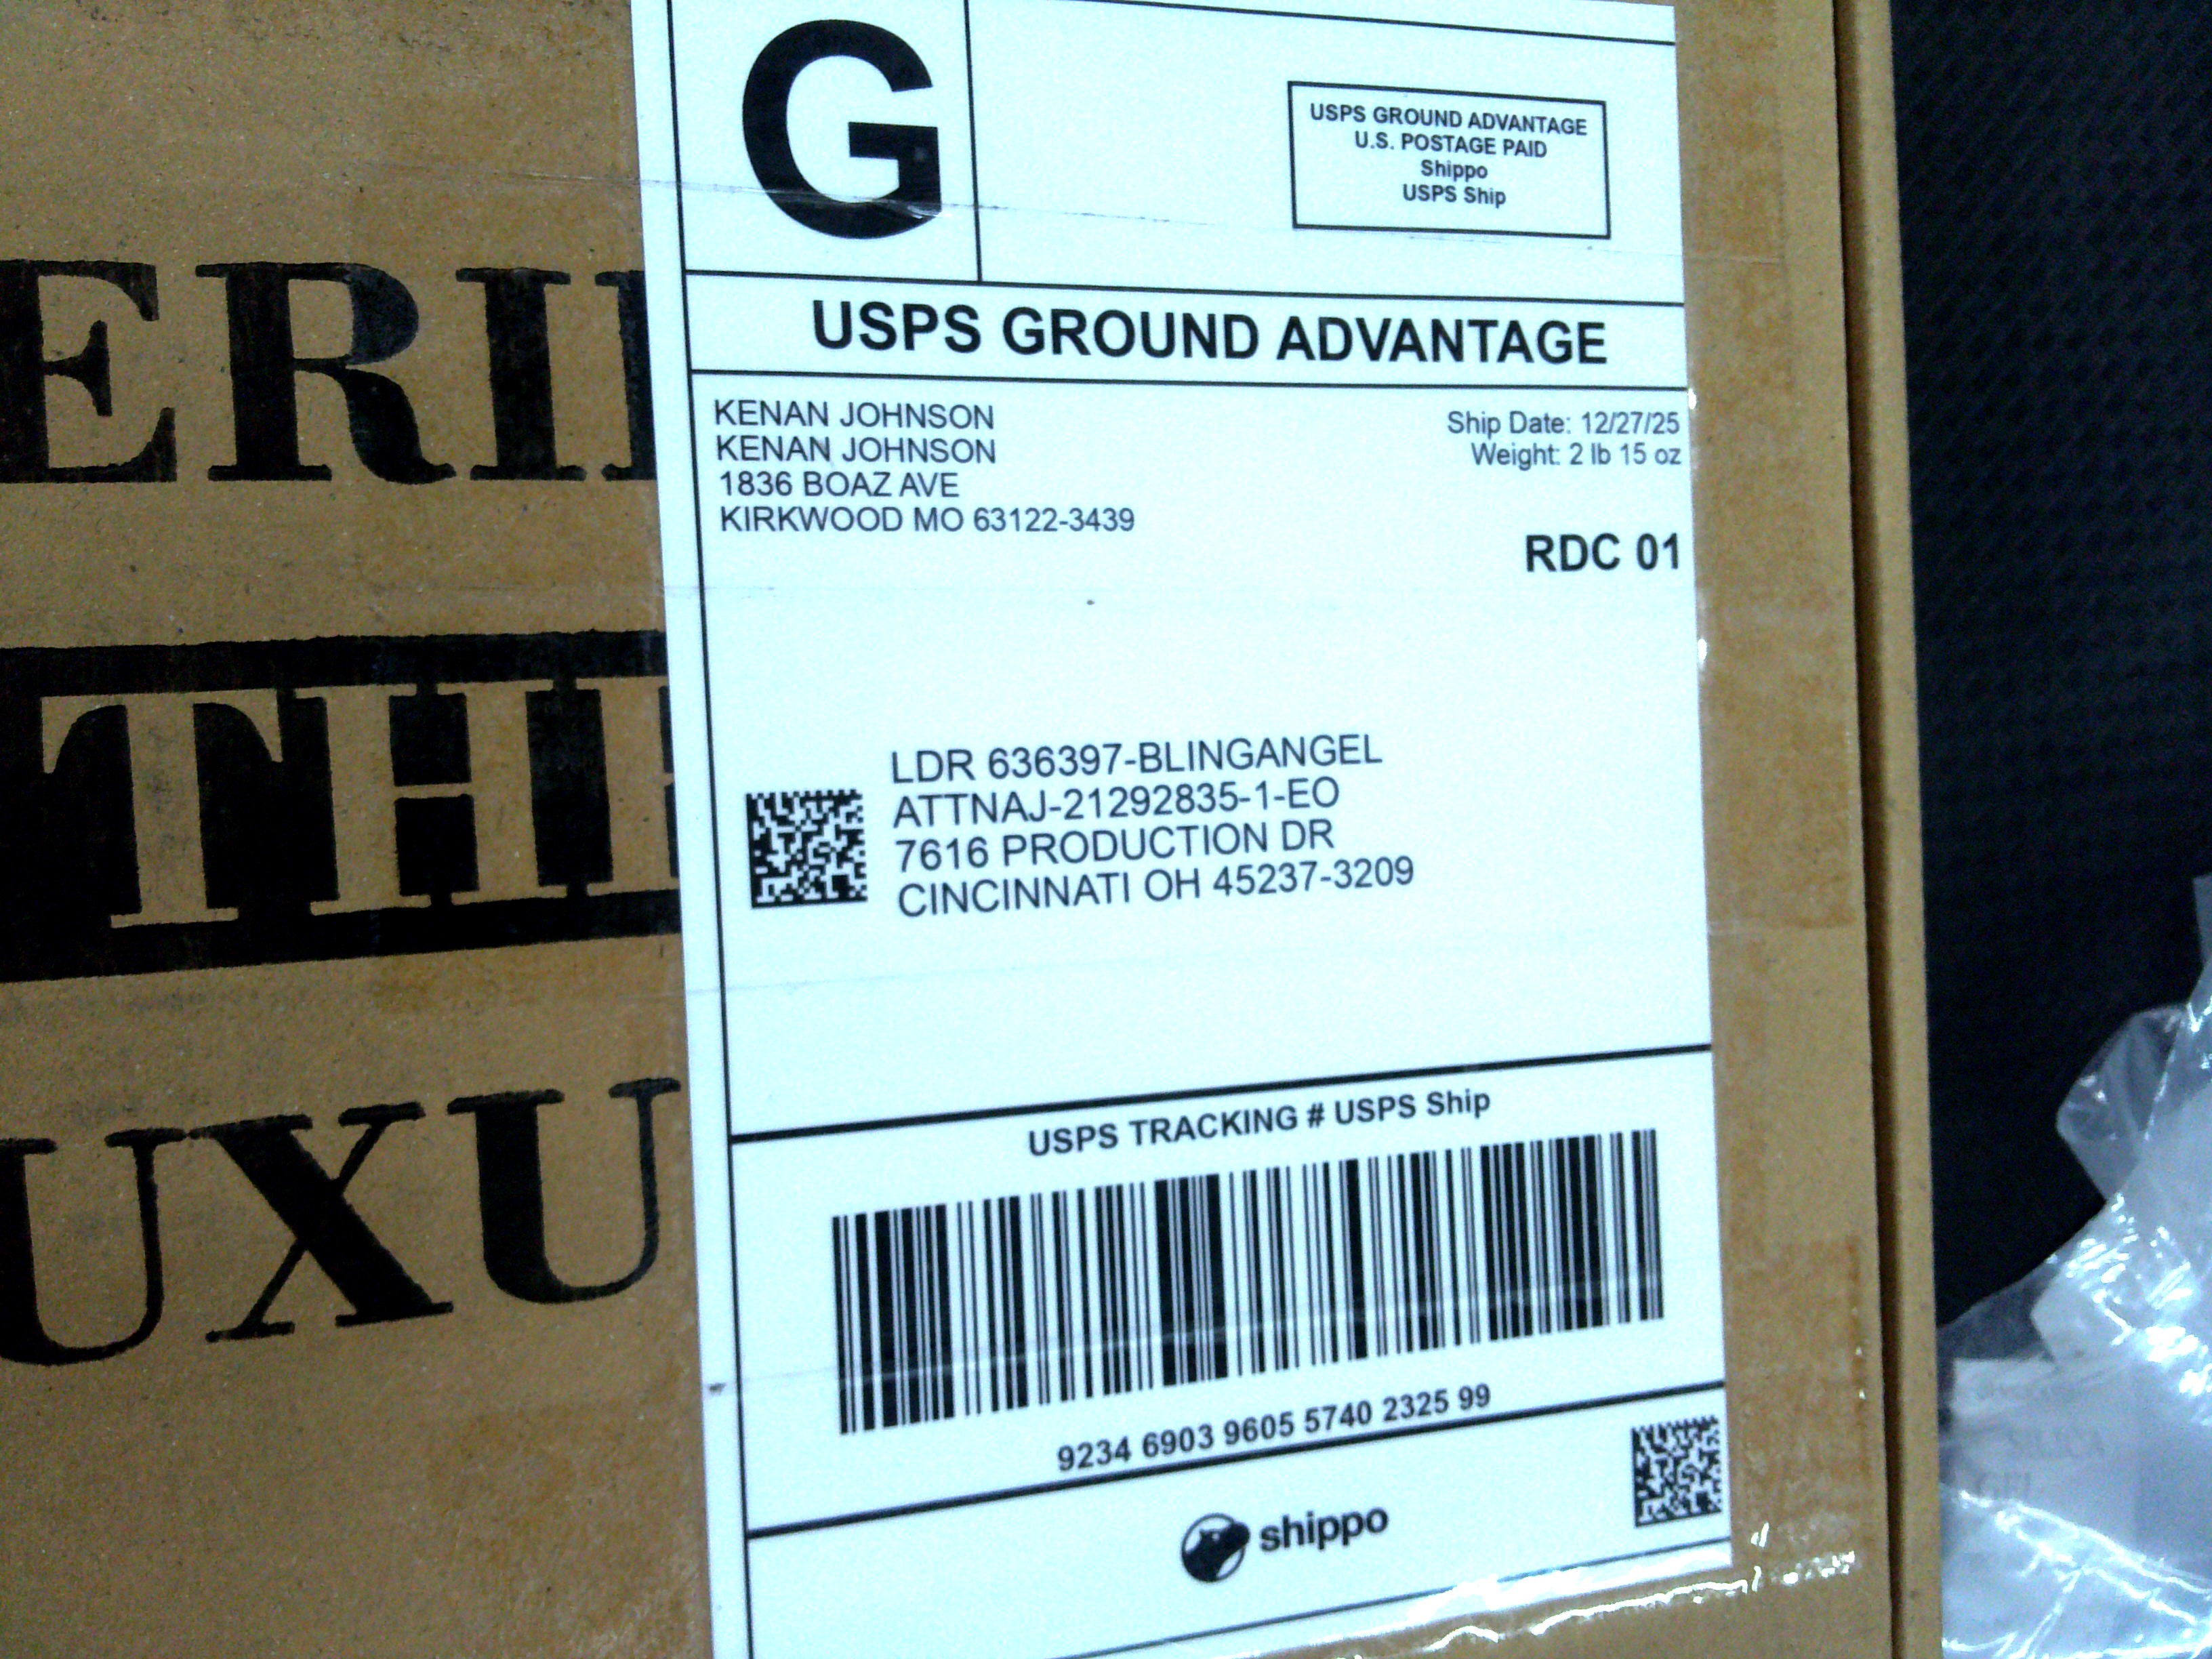 G
USPS GROUND ADVANTAGE
U.S. POSTAGE PAID
Shippo
USPS Ship
USPS GROUND ADVANTAGE
KENAN JOHNSON
KENAN JOHNSON
1836 BOAZ AVE
KIRKWOOD MO 63122-3439
Ship Date: 12/27/25
Weight: 2 lb 15 oz
RDC 01
LDR 636397-BLINGANGEL
ATTNAJ-21292835-1-EO
7616 PRODUCTION DR
CINCINNATI OH 45237-3209
USPS TRACKING # USPS Ship
9234 6903 9605 5740 2325 99
shippo
ERI
TH
UXU